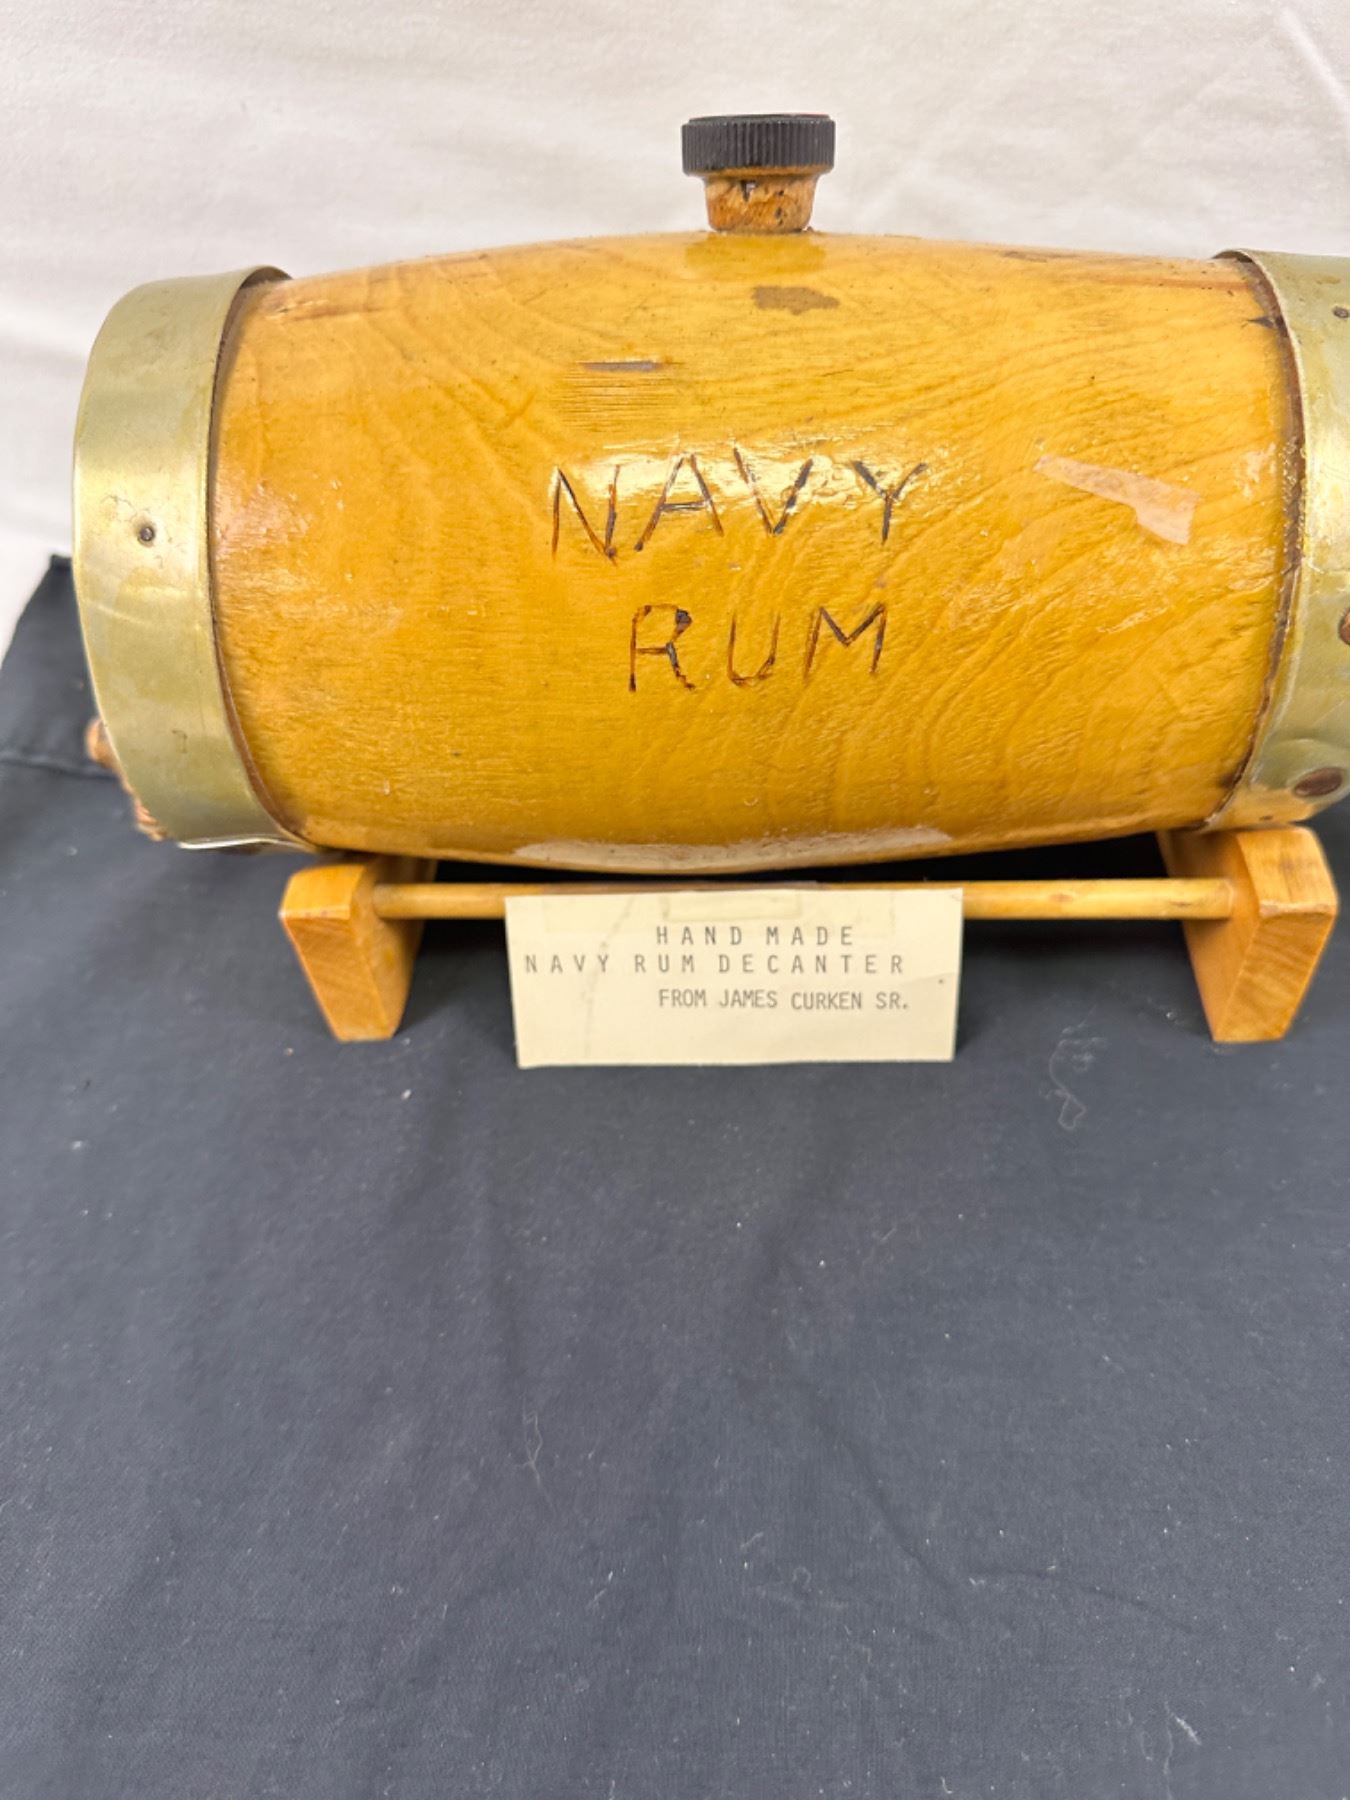 NAVY
RUM
HAND MADE
NAVY RUM DECANTER
FROM JAMES CURKEN SR.